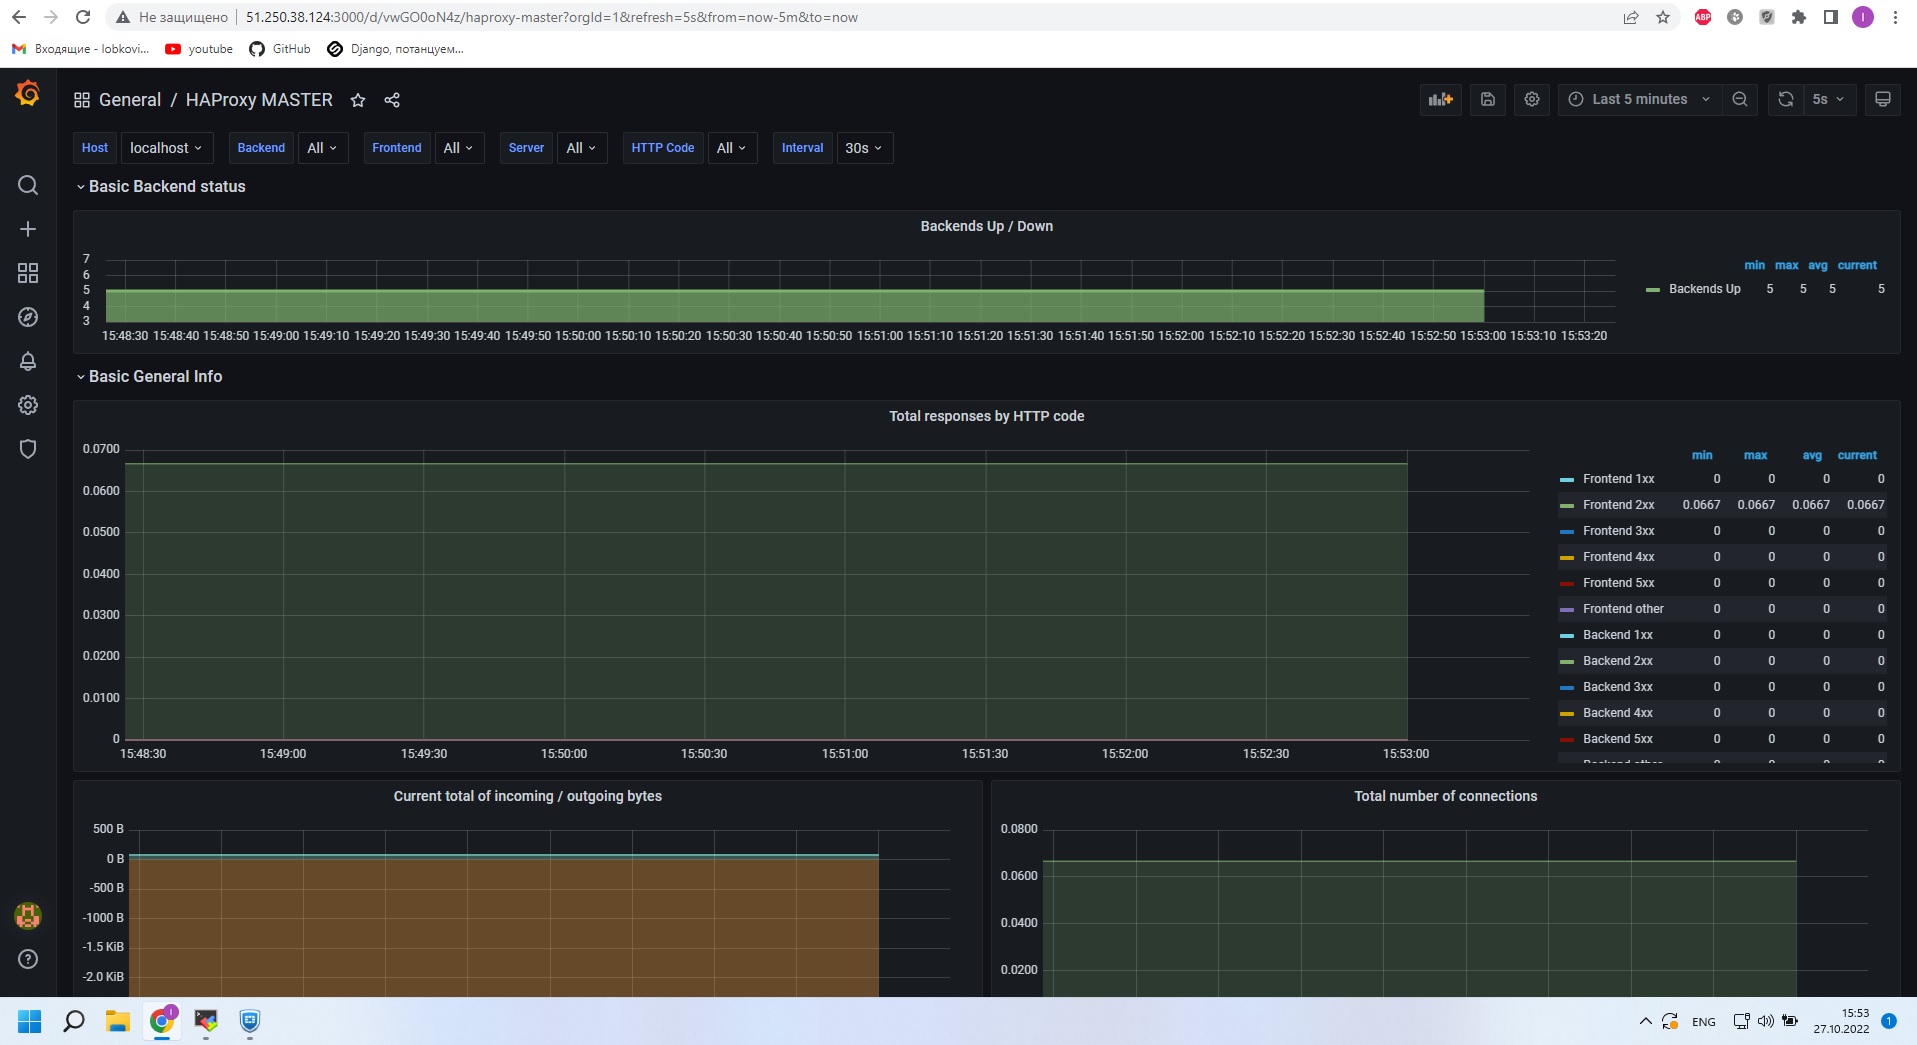 Не защищено 51.250.38.124:3000/d/vwGO0oN4z/haproxy-master?orgId=1&refresh=5s&from=now-5m&to=now
Входящие - lobkovi... youtube GitHub Django, потанцуем...
General / HAProxy MASTER Last 5 minutes 5s
Host localhost Backend All Frontend All Server All HTTP Code All Interval 30s
Basic Backend status
Backends Up / Down
7
6
5
4
3
15:48:30 15:48:40 15:48:50 15:49:00 15:49:10 15:49:20 15:49:30 15:49:40 15:49:50 15:50:00 15:50:10 15:50:20 15:50:30 15:50:40 15:50:50 15:51:00 15:51:10 15:51:20 15:51:30 15:51:40 15:51:50 15:52:00 15:52:10 15:52:20 15:52:30 15:52:40 15:52:50 15:53:00 15:53:10 15:53:20
min max avg current
Backends Up 5 5 5 5
Basic General Info
Total responses by HTTP code
0.0700
0.0600
0.0500
0.0400
0.0300
0.0200
0.0100
0
15:48:30 15:49:00 15:49:30 15:50:00 15:50:30 15:51:00 15:51:30 15:52:00 15:52:30 15:53:00
min max avg current
Frontend 1xx 0 0 0 0
Frontend 2xx 0.0667 0.0667 0.0667 0.0667
Frontend 3xx 0 0 0 0
Frontend 4xx 0 0 0 0
Frontend 5xx 0 0 0 0
Frontend other 0 0 0 0
Backend 1xx 0 0 0 0
Backend 2xx 0 0 0 0
Backend 3xx 0 0 0 0
Backend 4xx 0 0 0 0
Backend 5xx 0 0 0 0
Current total of incoming / outgoing bytes
500 B
0 B
-500 B
-1000 B
-1.5 KiB
-2.0 KiB
Total number of connections
0.0800
0.0600
0.0400
0.0200
ENG 15:53
27.10.2022 1